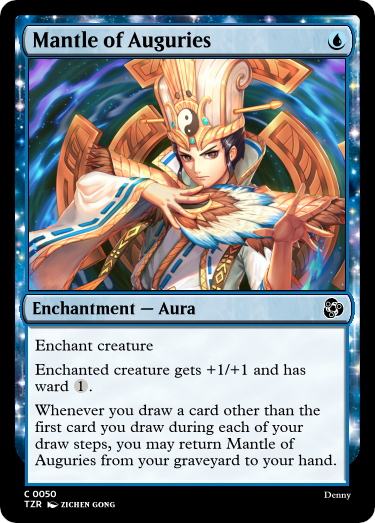 Mantle of Auguries
Enchantment — Aura
Enchant creature
Enchanted creature gets +1/+1 and has
ward 1.
Whenever you draw a card other than the
first card you draw during each of your
draw steps, you may return Mantle of
Auguries from your graveyard to your hand.
C 0050
TZR ZICHEN GONG
Denny